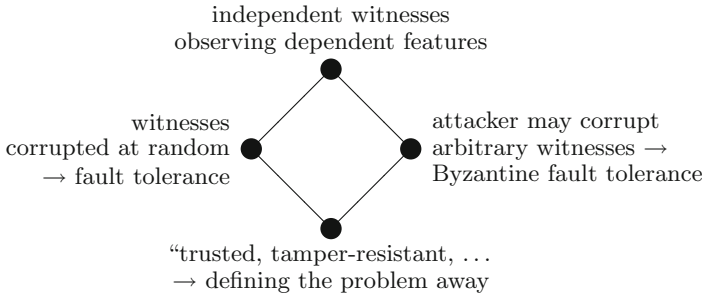 independent witnesses
observing dependent features
witnesses
corrupted at random
→ fault tolerance
attacker may corrupt
arbitrary witnesses →
Byzantine fault tolerance
“trusted, tamper-resistant, ...
→ defining the problem away